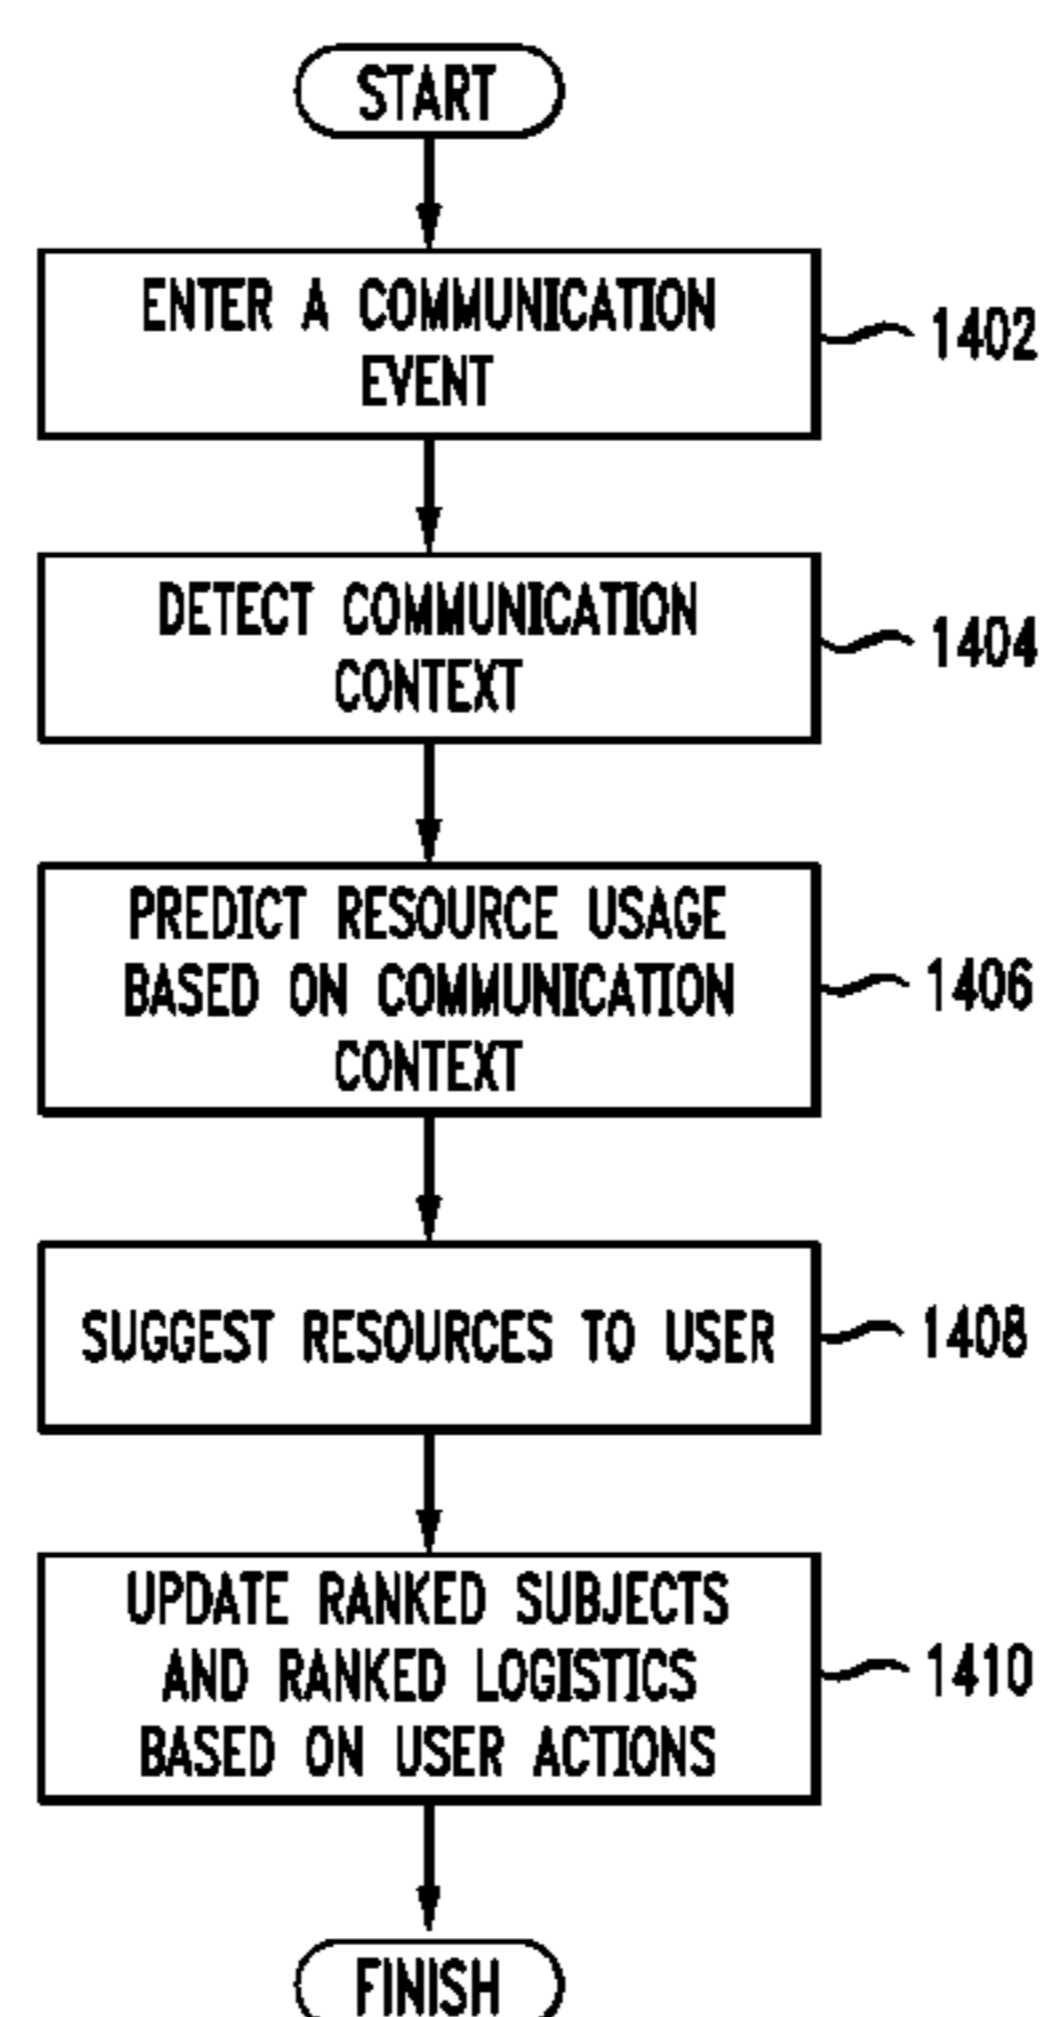 START
ENTER A COMMUNICATION
EVENT
1402
DETECT COMMUNICATION
CONTEXT
1404
PREDICT RESOURCE USAGE
BASED ON COMMUNICATION
CONTEXT
1406
SUGGEST RESOURCES TO USER
1408
UPDATE RANKED SUBJECTS
AND RANKED LOGISTICS
BASED ON USER ACTIONS
1410
FINISH